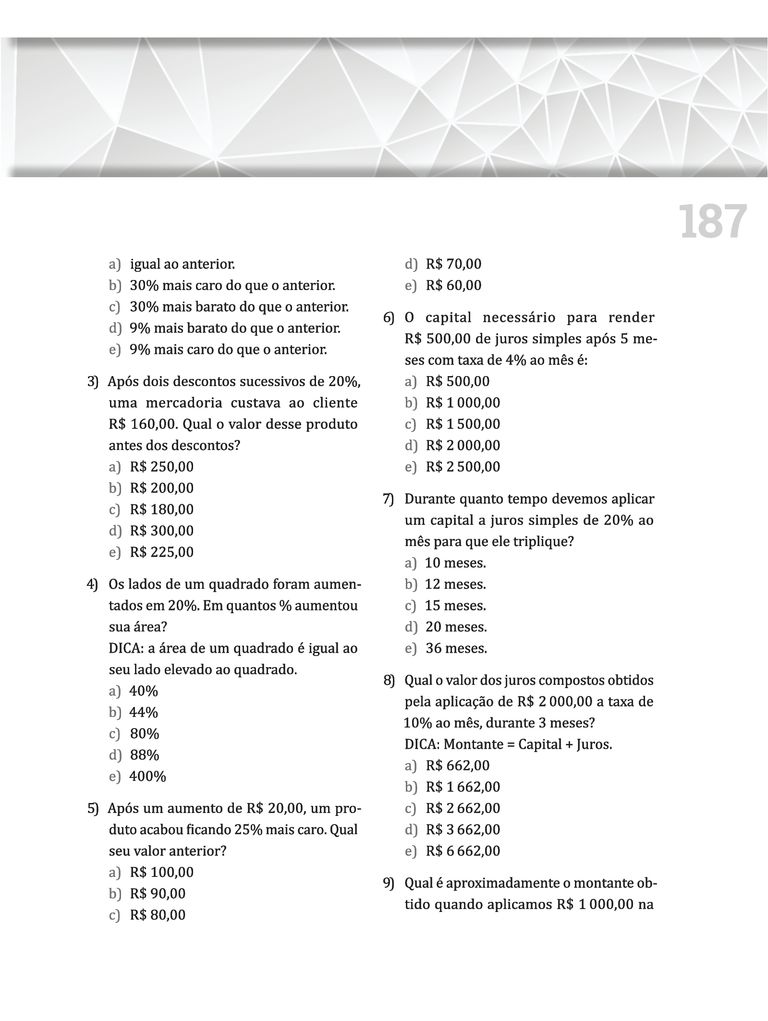 187
a) igual ao anterior.
b) 30% mais caro do que o anterior.
c) 30% mais barato do que o anterior.
d) 9% mais barato do que o anterior.
e) 9% mais caro do que o anterior.
3) Após dois descontos sucessivos de 20%,
uma mercadoria custava ao cliente
R$ 160,00. Qual o valor desse produto
antes dos descontos?
a) R$ 250,00
b) R$ 200,00
c) R$ 180,00
d) R$ 300,00
e) R$ 225,00
4) Os lados de um quadrado foram aumen-
tados em 20%. Em quantos % aumentou
sua área?
DICA: a área de um quadrado é igual ao
seu lado elevado ao quadrado.
a) 40%
b) 44%
c) 80%
d) 88%
e) 400%
5) Após um aumento de R$ 20,00, um pro-
duto acabou ficando 25% mais caro. Qual
seu valor anterior?
a) R$ 100,00
b) R$ 90,00
c) R$ 80,00
d) R$ 70,00
e) R$ 60,00
6) O capital necessário para render
R$ 500,00 de juros simples após 5 me-
ses com taxa de 4% ao mês é:
a) R$ 500,00
b) R$ 1 000,00
c) R$ 1 500,00
d) R$ 2 000,00
e) R$ 2 500,00
7) Durante quanto tempo devemos aplicar
um capital a juros simples de 20% ao
mês para que ele triplique?
a) 10 meses.
b) 12 meses.
c) 15 meses.
d) 20 meses.
e) 36 meses.
8) Qual o valor dos juros compostos obtidos
pela aplicação de R$ 2 000,00 a taxa de
10% ao mês, durante 3 meses?
DICA: Montante = Capital + Juros.
a) R$ 662,00
b) R$ 1 662,00
c) R$ 2 662,00
d) R$ 3 662,00
e) R$ 6 662,00
9) Qual é aproximadamente o montante ob-
tido quando aplicamos R$ 1 000,00 na